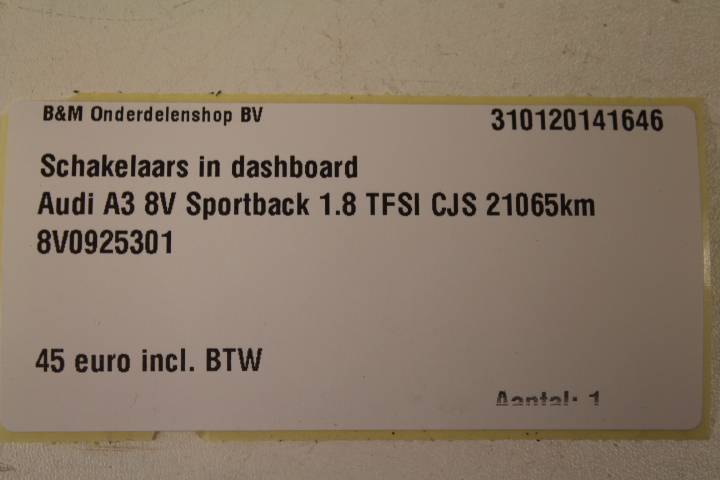 B&M Onderdelenshop BV 310120141646
Schakelaars in dashboard
Audi A3 8V Sportback 1.8 TFSI CJS 21065km
8V0925301
45 euro incl. BTW
Aantal: 1